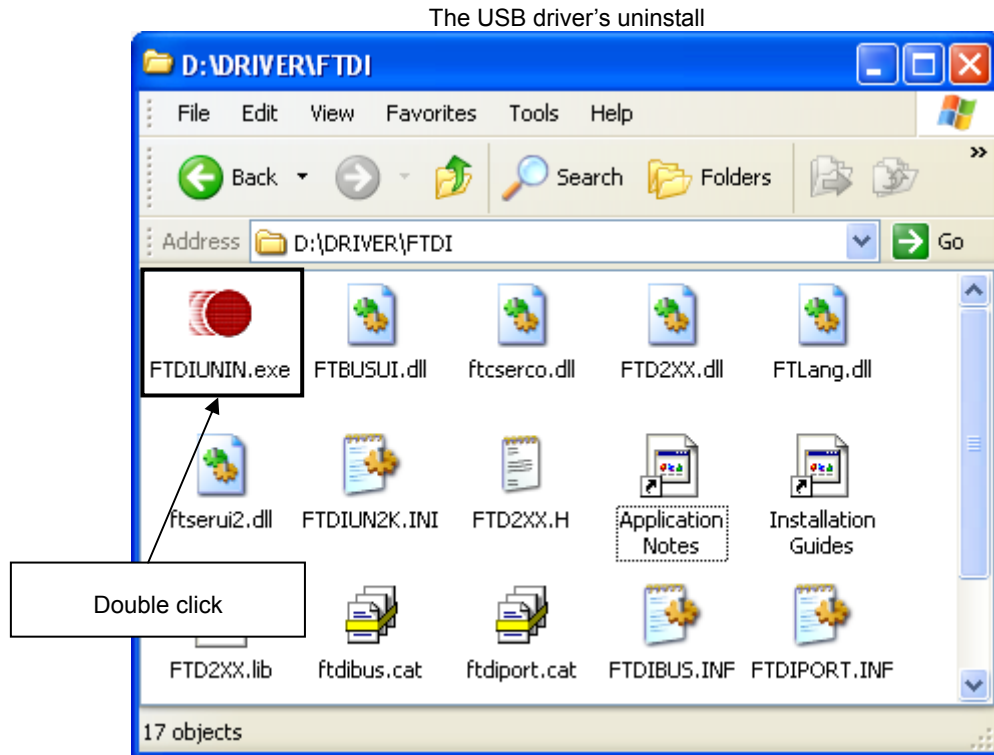 The USB driver's uninstall
D:\DRIVER\FTDI
File Edit View Favorites Tools Help
Back Search Folders »
Address D:\DRIVER\FTDI Go
FTDIUNIN.exe FTBUSUI.dll ftcserco.dll FTD2XX.dll FTLang.dll
ftserui2.dll FTDIUN2K.INI FTD2XX.H Application Notes Installation Guides
Double click
FTD2XX.lib ftdibus.cat ftdiport.cat FTDIBUS.INF FTDIPORT.INF
17 objects